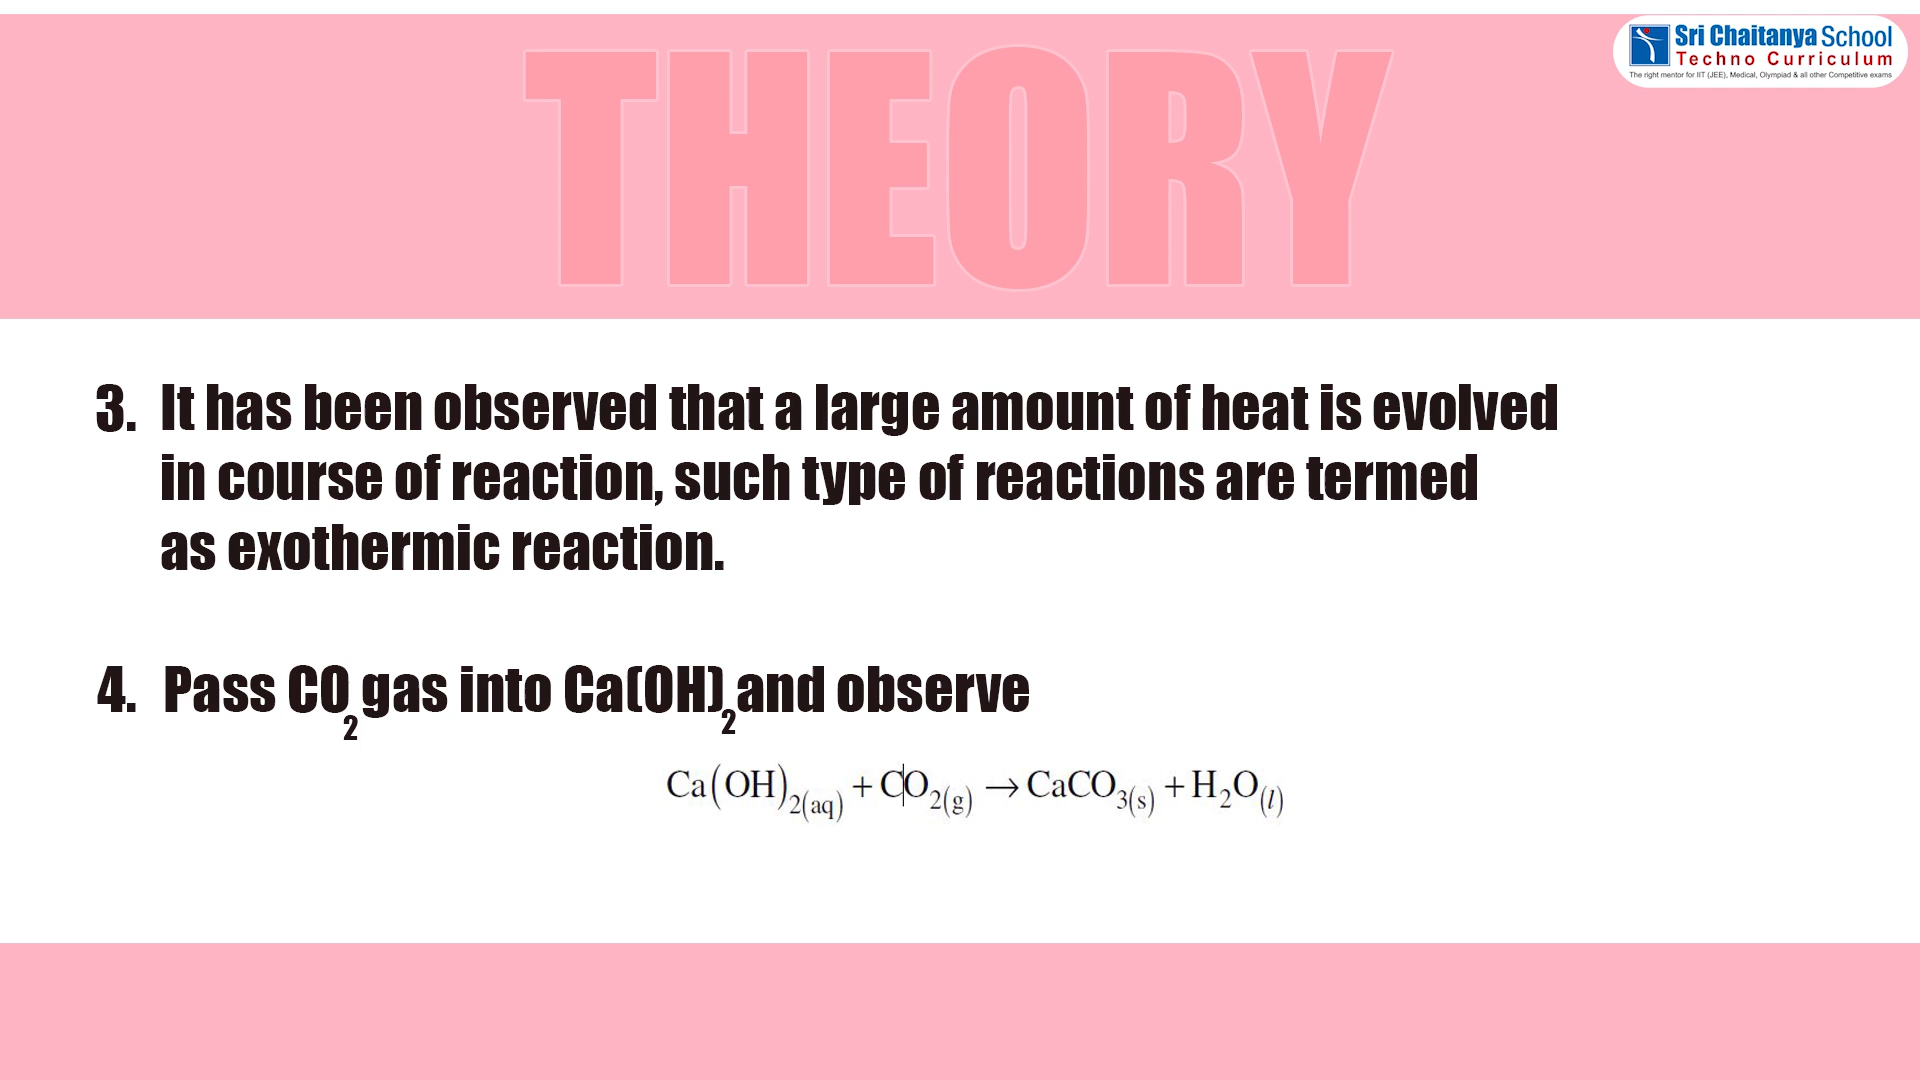 Sri Chaitanya School
Techno Curriculum
The right mentor for IIT (JEE), Medical, Olympiad & all other Competitive exams
THEORY
3. It has been observed that a large amount of heat is evolved
in course of reaction, such type of reactions are termed
as exothermic reaction.
4. Pass CO₂ gas into Ca(OH)₂ and observe
Ca(OH)₂₍aq₎ + CO₂₍g₎ → CaCO₃₍s₎ + H₂O₍l₎